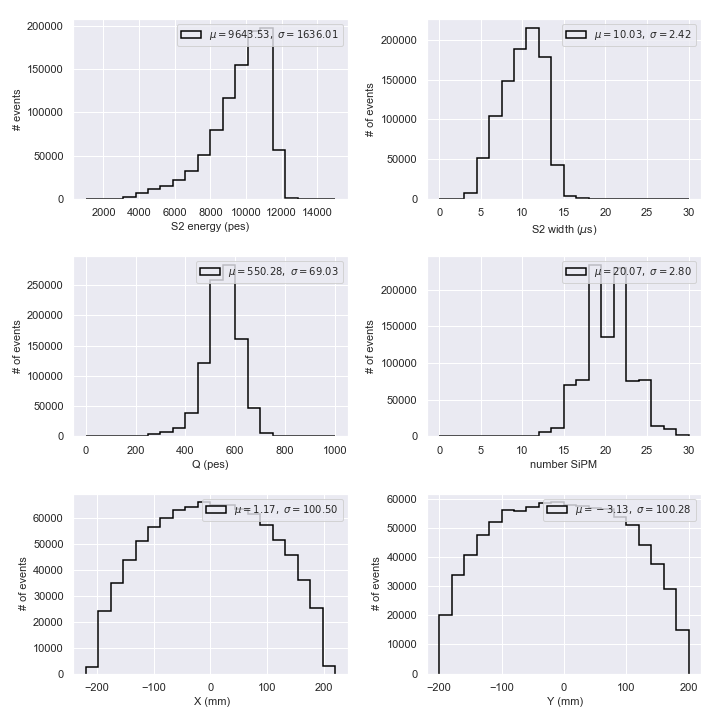 200000
150000
100000
50000
0
# events
μ = 9643.53, σ = 1636.01
2000 4000 6000 8000 10000 12000 14000
S2 energy (pes)
200000
150000
100000
50000
0
# of events
μ = 10.03, σ = 2.42
0 5 10 15 20 25 30
S2 width (μs)
250000
200000
150000
100000
50000
0
# of events
μ = 550.28, σ = 69.03
0 200 400 600 800 1000
Q (pes)
200000
150000
100000
50000
0
# of events
μ = 20.07, σ = 2.80
0 5 10 15 20 25 30
number SiPM
60000
50000
40000
30000
20000
10000
0
# of events
μ = 1.17, σ = 100.50
−200 −100 0 100 200
X (mm)
60000
50000
40000
30000
20000
10000
0
# of events
μ = −3.13, σ = 100.28
−200 −100 0 100 200
Y (mm)